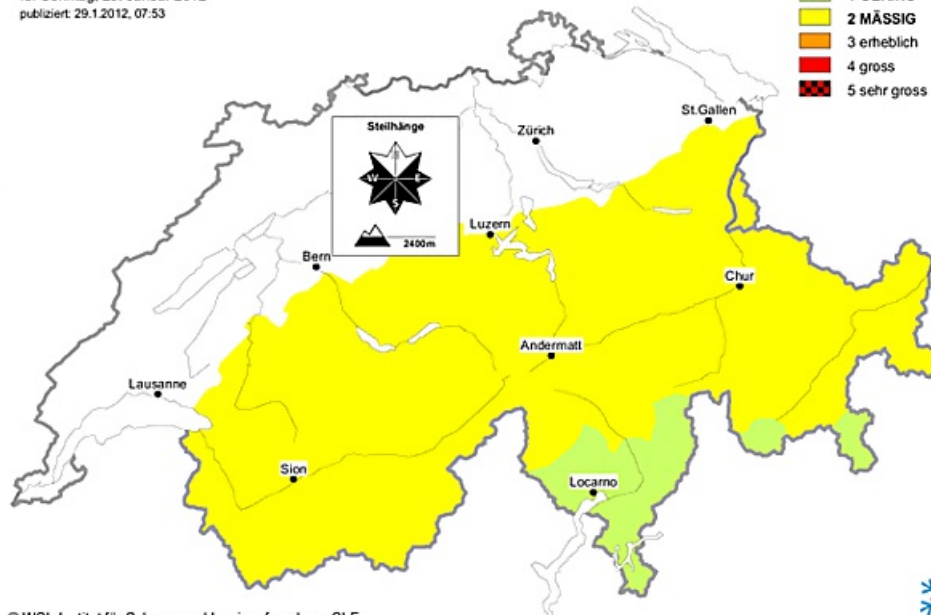 publiziert: 29.1.2012, 07:53
2 MÄSSIG
3 erheblich
4 gross
5 sehr gross
St.Gallen
Zürich
Steilhänge
W E
S
2400m
Luzern
Bern
Chur
Andermatt
Lausanne
Sion
Locarno